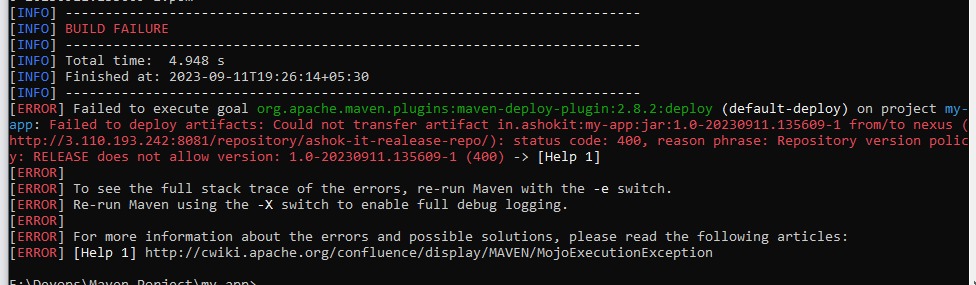 [INFO] ------------------------------------------------------------------------
[INFO] BUILD FAILURE
[INFO] ------------------------------------------------------------------------
[INFO] Total time:  4.948 s
[INFO] Finished at: 2023-09-11T19:26:14+05:30
[INFO] ------------------------------------------------------------------------
[ERROR] Failed to execute goal org.apache.maven.plugins:maven-deploy-plugin:2.8.2:deploy (default-deploy) on project my-
app: Failed to deploy artifacts: Could not transfer artifact in.ashokit:my-app:jar:1.0-20230911.135609-1 from/to nexus (
http://3.110.193.242:8081/repository/ashok-it-realease-repo/): status code: 400, reason phrase: Repository version polic
y: RELEASE does not allow version: 1.0-20230911.135609-1 (400) -> [Help 1]
[ERROR]
[ERROR] To see the full stack trace of the errors, re-run Maven with the -e switch.
[ERROR] Re-run Maven using the -X switch to enable full debug logging.
[ERROR]
[ERROR] For more information about the errors and possible solutions, please read the following articles:
[ERROR] [Help 1] http://cwiki.apache.org/confluence/display/MAVEN/MojoExecutionException